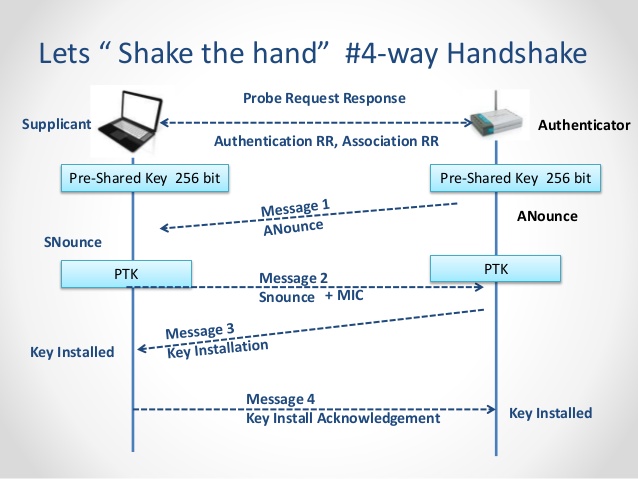 Lets “ Shake the hand”  #4-way Handshake
Probe Request Response
Supplicant
Authenticator
Authentication RR, Association RR
Pre-Shared Key  256 bit
Pre-Shared Key  256 bit
Message 1
ANounce
ANounce
SNounce
PTK
PTK
Message 2
Snounce  + MIC
Message 3
Key Installation
Key Installed
Message 4
Key Install Acknowledgement
Key Installed